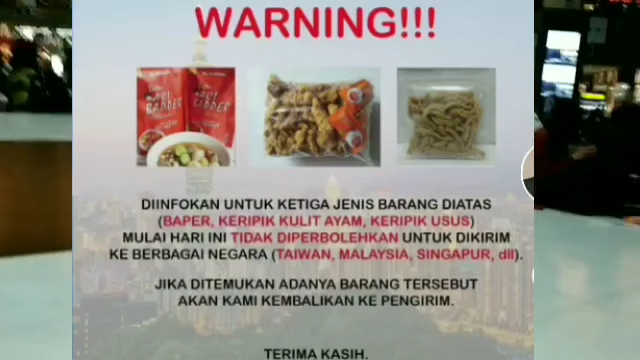 WARNING!!!
DIINFOKAN UNTUK KETIGA JENIS BARANG DIATAS
(BAPER, KERIPIK KULIT AYAM, KERIPIK USUS)
MULAI HARI INI TIDAK DIPERBOLEHKAN UNTUK DIKIRIM
KE BERBAGAI NEGARA (TAIWAN, MALAYSIA, SINGAPUR, dll).
JIKA DITEMUKAN ADANYA BARANG TERSEBUT
AKAN KAMI KEMBALIKAN KE PENGIRIM.
TERIMA KASIH.